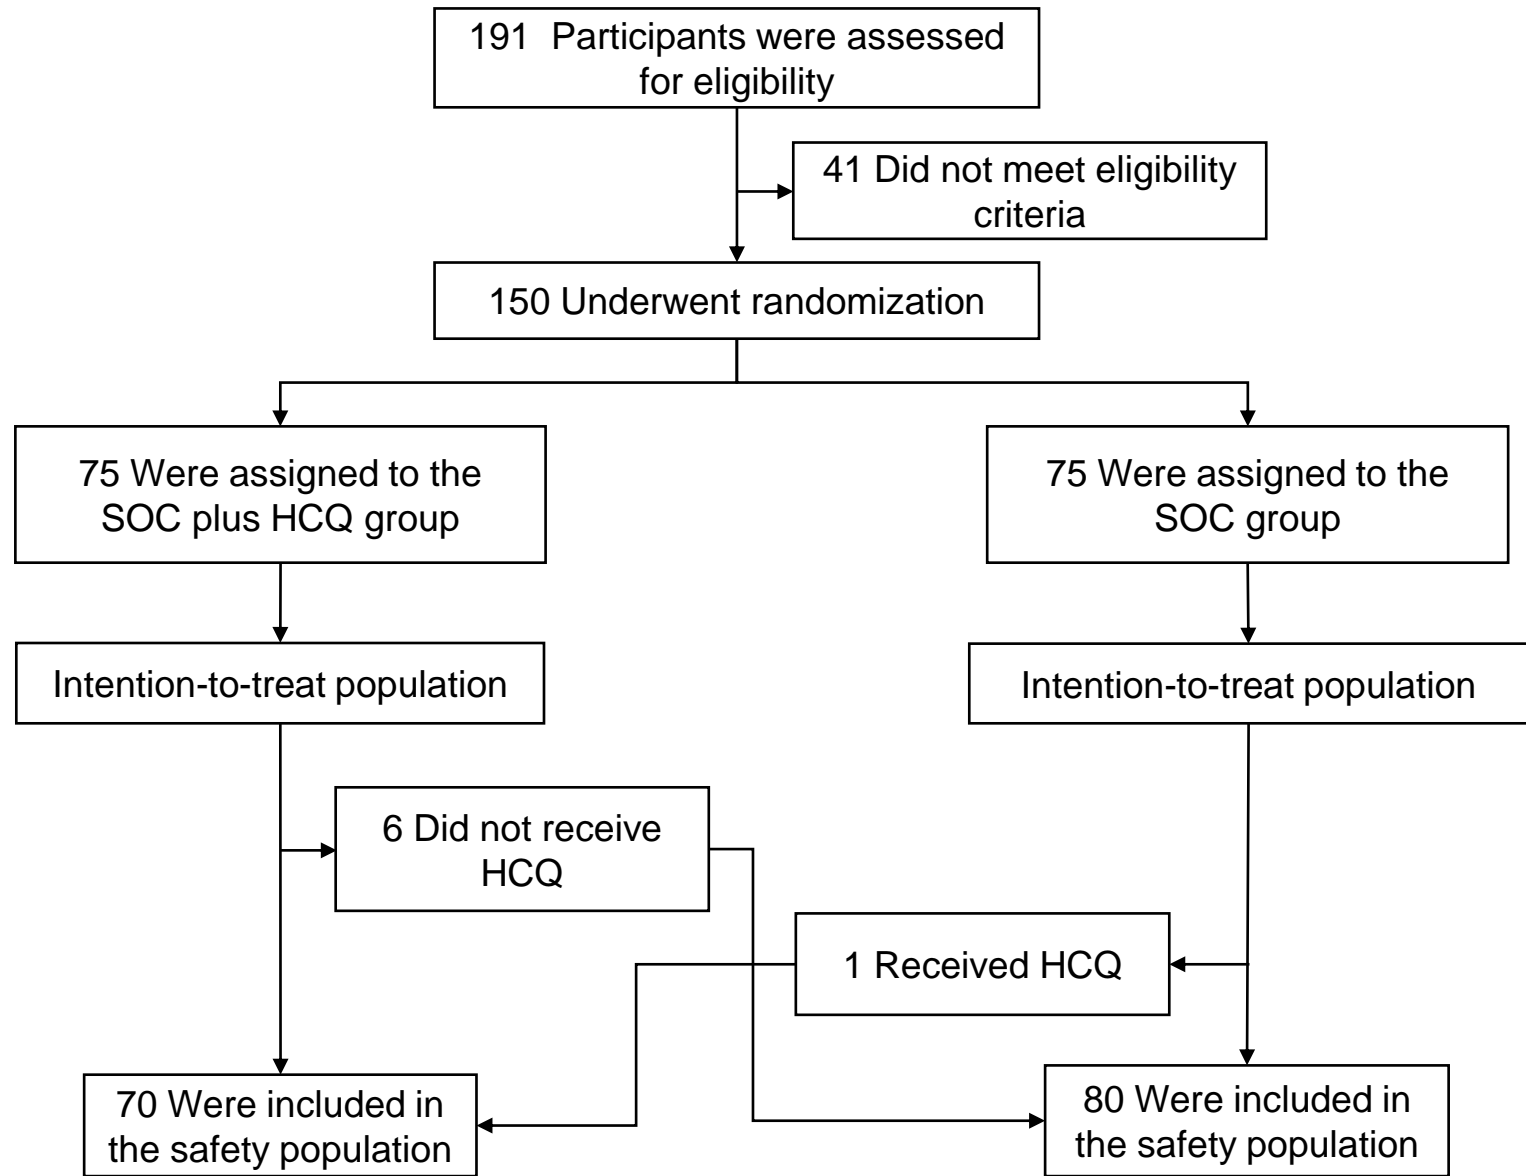 191  Participants were assessed
for eligibility
41 Did not meet eligibility
criteria
150 Underwent randomization
75 Were assigned to the
SOC plus HCQ group
75 Were assigned to the
SOC group
Intention-to-treat population
Intention-to-treat population
6 Did not receive
HCQ
1 Received HCQ
70 Were included in
the safety population
80 Were included in
the safety population